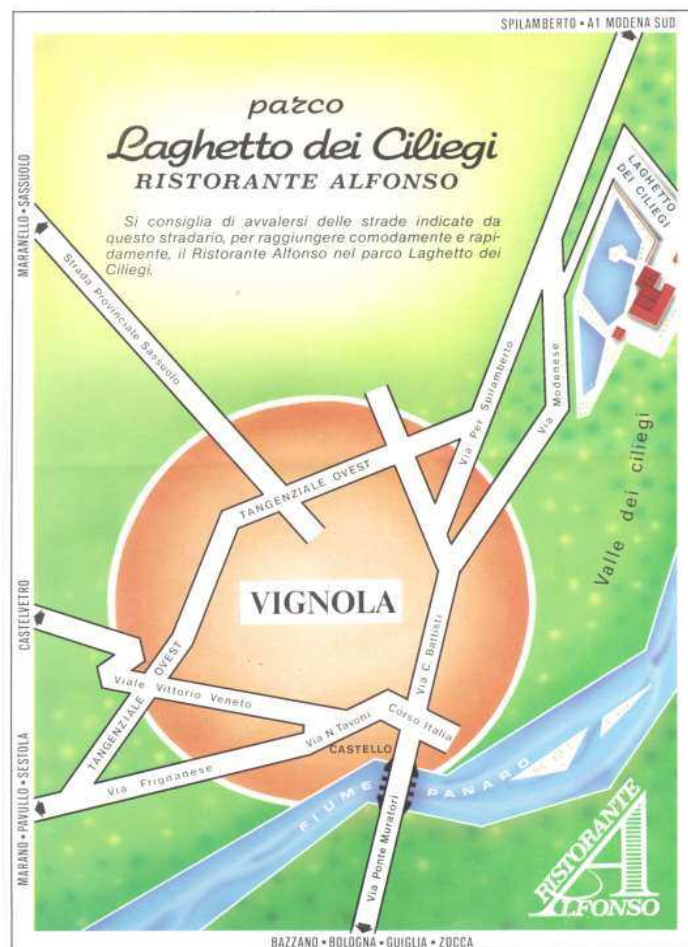 SPILAMBERTO • A1 MODENA SUD
parco
Laghetto dei Ciliegi
RISTORANTE ALFONSO
Si consiglia di avvalersi delle strade indicate da
questo stradario, per raggiungere comodamente e rapi-
damente, il Ristorante Alfonso nel parco Laghetto dei
Ciliegi.
LAGHETTO
DEI CILIEGI
MARANELLO • SASSUOLO
Strada Provinciale Sassuolo
Via Per Spilamberto
Via Modenese
TANGENZIALE OVEST
Valle dei ciliegi
VIGNOLA
CASTELVETRO
Via C. Battisti
TANGENZIALE OVEST
Viale Vittorio Veneto
Via N Tavoni
Corso Italia
CASTELLO
Via Frignanese
MARANO • PAVULLO • SESTOLA
FIUME PANARO
Via Ponte Muratori
RISTORANTE
ALFONSO
BAZZANO • BOLOGNA • GUIGLIA • ZOCCA